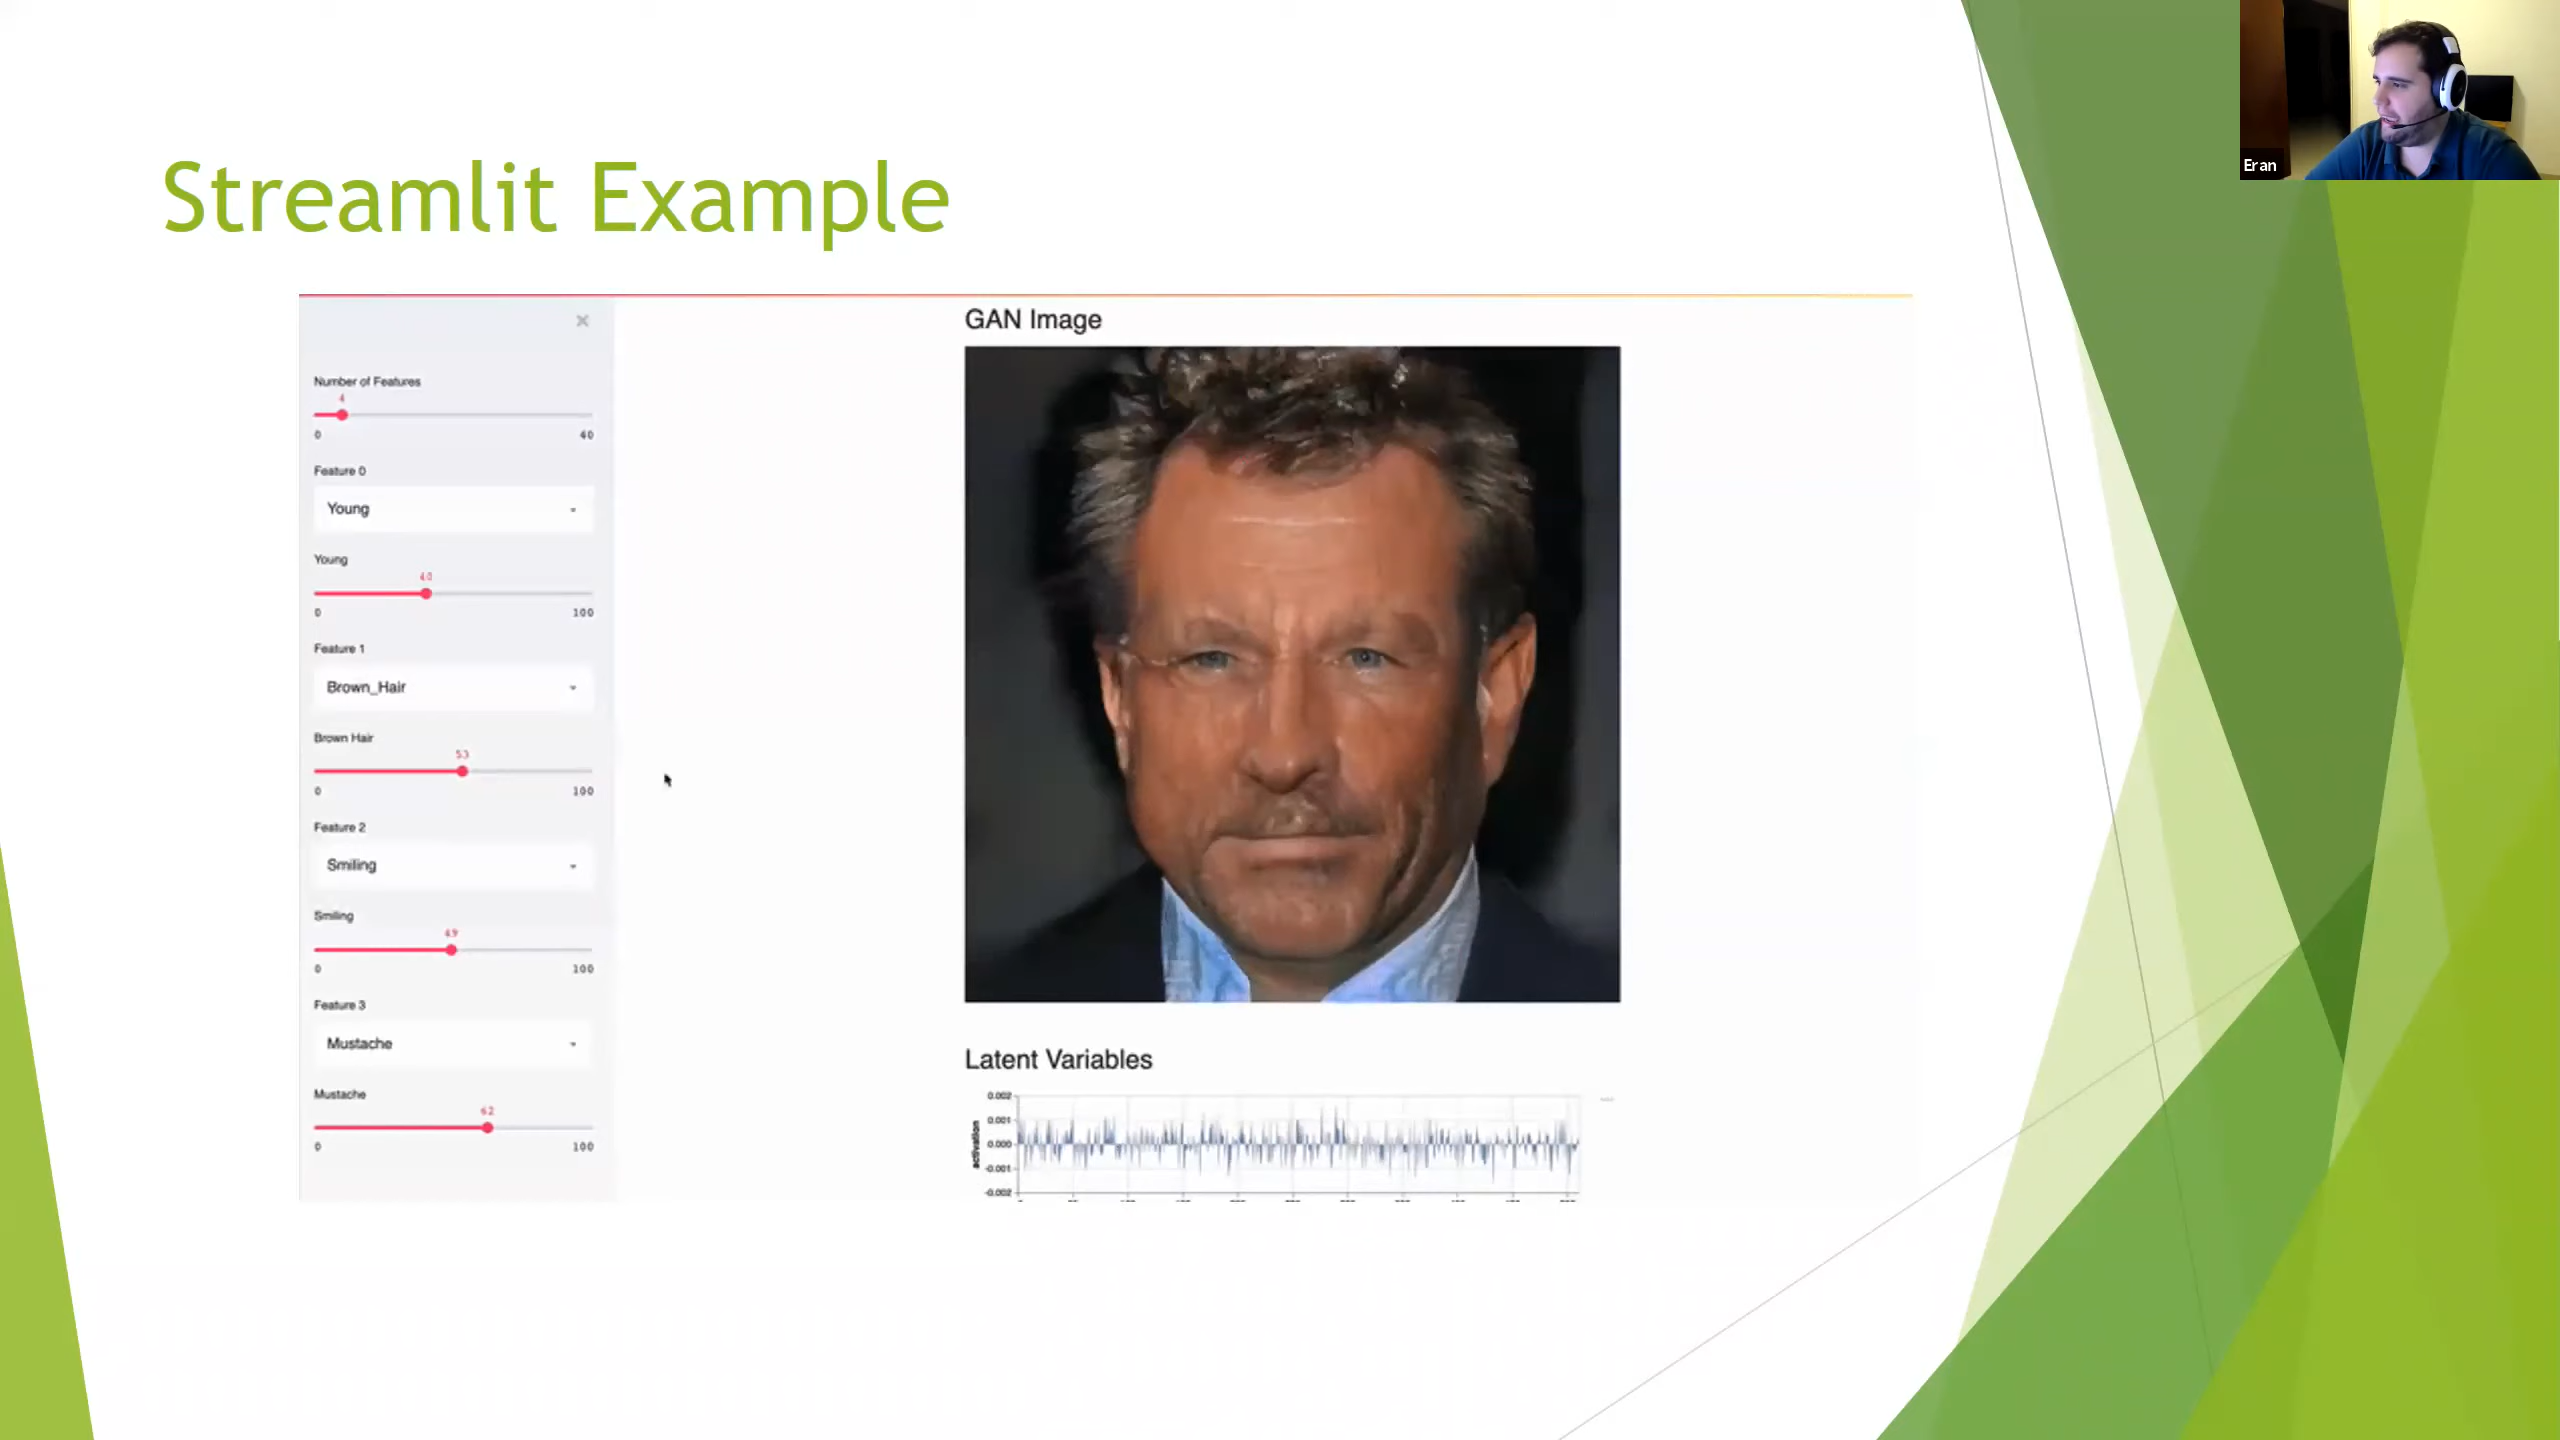 Streamlit Example
Eran
×
Number of Features
4
0 40
Feature 0
Young
Young
40
0 100
Feature 1
Brown_Hair
Brown Hair
53
0 100
Feature 2
Smiling
Smiling
49
0 100
Feature 3
Mustache
Mustache
62
0 100
GAN Image
Latent Variables
activation
0.002
0.001
0.000
-0.001
-0.002